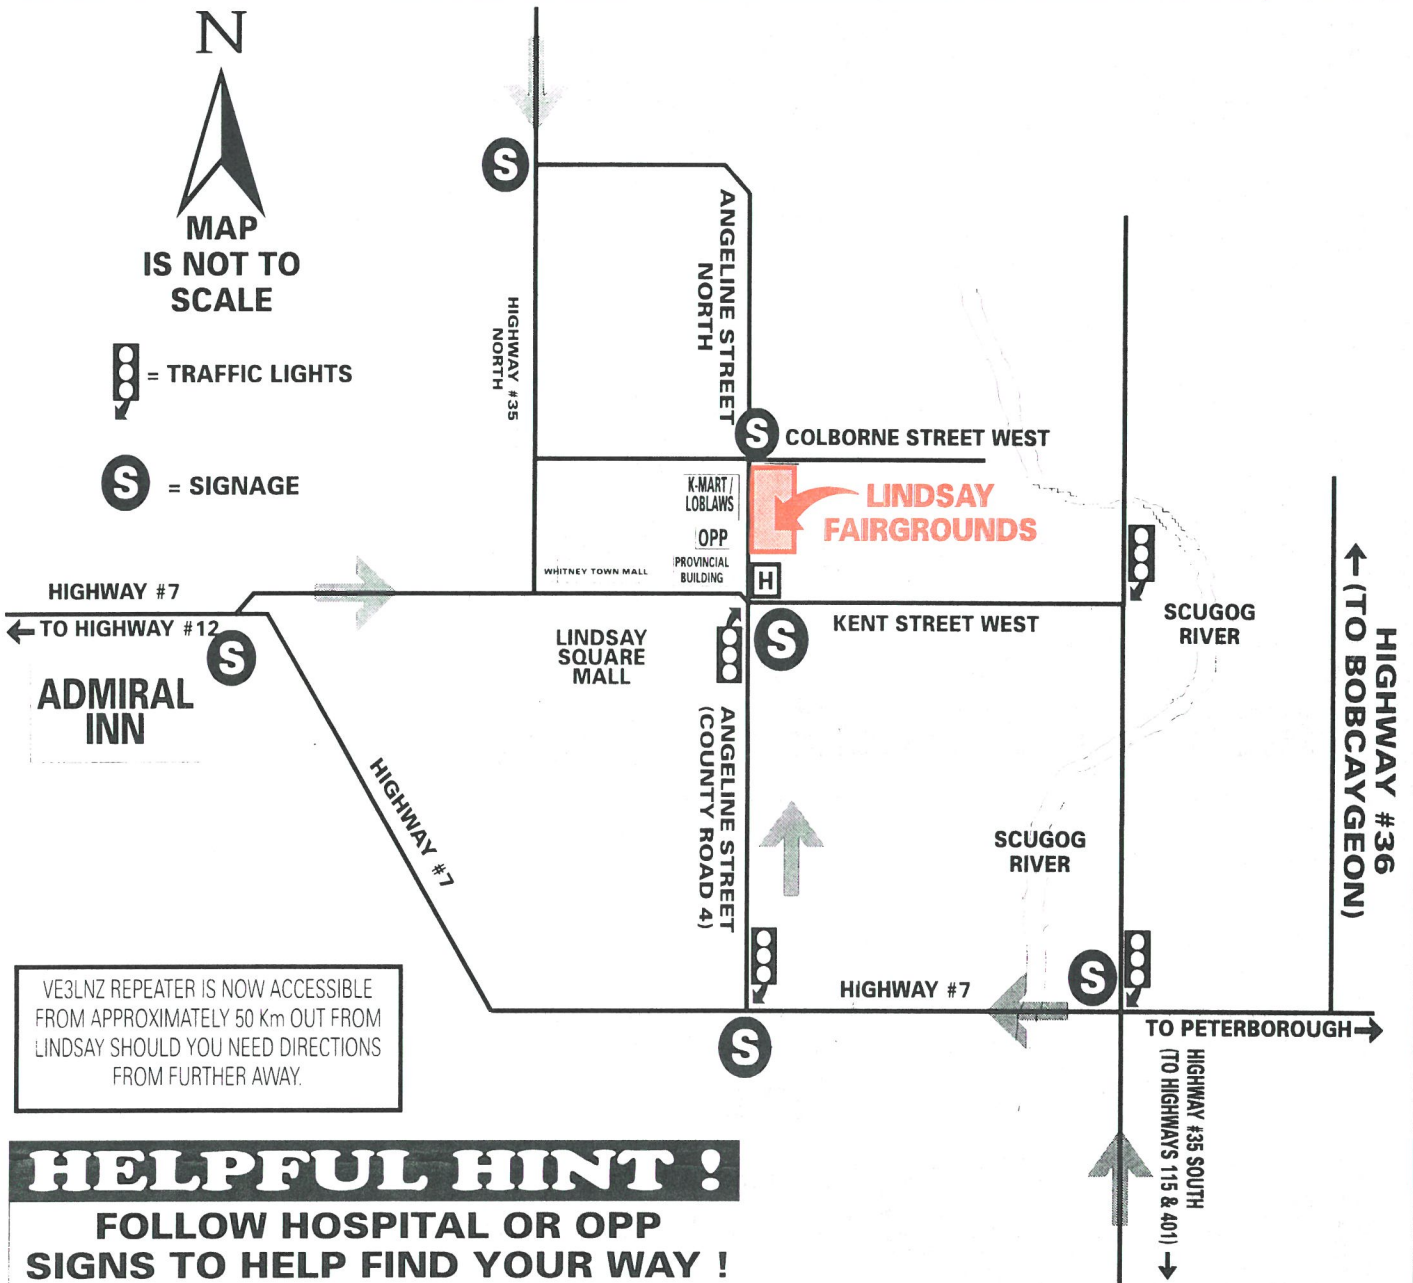 N
MAP
IS NOT TO
SCALE
= TRAFFIC LIGHTS
S
= SIGNAGE
S
HIGHWAY #35
NORTH
ANGELINE STREET
NORTH
S
COLBORNE STREET WEST
K-MART /
LOBLAWS
OPP
PROVINCIAL
BUILDING
WHITNEY TOWN MALL
LINDSAY
FAIRGROUNDS
H
HIGHWAY #7
TO HIGHWAY #12
S
ADMIRAL
INN
LINDSAY
SQUARE
MALL
S
KENT STREET WEST
SCUGOG
RIVER
HIGHWAY #36
(TO BOBCAYGEON)
HIGHWAY #7
ANGELINE STREET
(COUNTY ROAD 4)
SCUGOG
RIVER
S
HIGHWAY #7
S
TO PETERBOROUGH
HIGHWAY #35 SOUTH
(TO HIGHWAYS 115 & 401)
VE3LNZ REPEATER IS NOW ACCESSIBLE
FROM APPROXIMATELY 50 Km OUT FROM
LINDSAY SHOULD YOU NEED DIRECTIONS
FROM FURTHER AWAY.
HELPFUL HINT !
FOLLOW HOSPITAL OR OPP
SIGNS TO HELP FIND YOUR WAY !